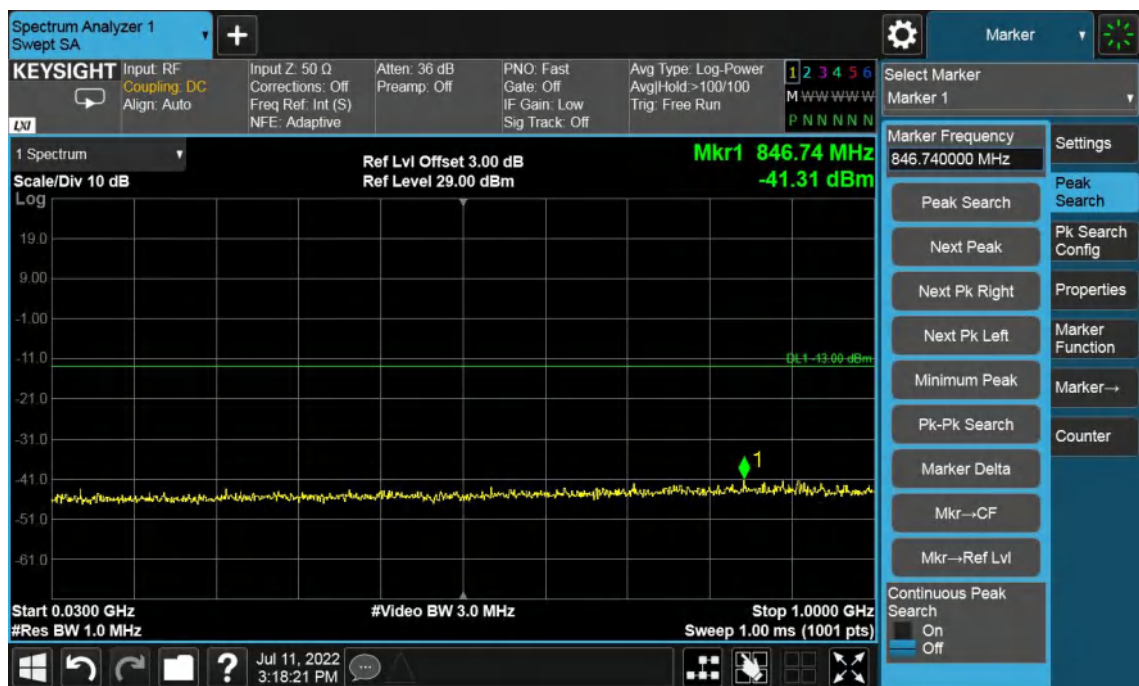 Spectrum Analyzer 1
Swept SA
+
Marker
KEYSIGHT
LXI
Input: RF
Coupling: DC
Align: Auto
Input Z: 50 Ω
Corrections: Off
Freq Ref: Int (S)
NFE: Adaptive
Atten: 36 dB
Preamp: Off
PNO: Fast
Gate: Off
IF Gain: Low
Sig Track: Off
Avg Type: Log-Power
Avg|Hold:>100/100
Trig: Free Run
1 2 3 4 5 6
M W W W W W
P N N N N N
Select Marker
Marker 1
1 Spectrum
Scale/Div 10 dB
Log
Ref Lvl Offset 3.00 dB
Ref Level 29.00 dBm
Mkr1 846.74 MHz
-41.31 dBm
19.0
9.00
-1.00
-11.0
-21.0
-31.0
-41.0
-51.0
-61.0
DL1 -13.00 dBm
1
Start 0.0300 GHz
#Res BW 1.0 MHz
#Video BW 3.0 MHz
Stop 1.0000 GHz
Sweep 1.00 ms (1001 pts)
Marker Frequency
846.740000 MHz
Peak Search
Next Peak
Next Pk Right
Next Pk Left
Minimum Peak
Pk-Pk Search
Marker Delta
Mkr→CF
Mkr→Ref Lvl
Continuous Peak
Search
On
Off
Settings
Peak
Search
Pk Search
Config
Properties
Marker
Function
Marker→
Counter
?
Jul 11, 2022
3:18:21 PM